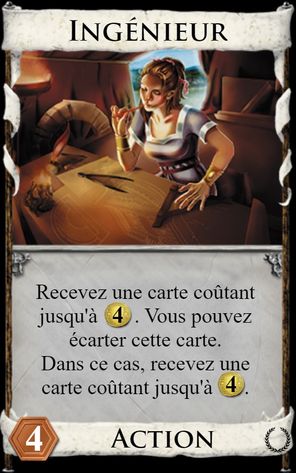 INGÉNIEUR
Recevez une carte coûtant
jusqu'à 4. Vous pouvez
écarter cette carte.
Dans ce cas, recevez une
carte coûtant jusqu'à 4.
4 ACTION